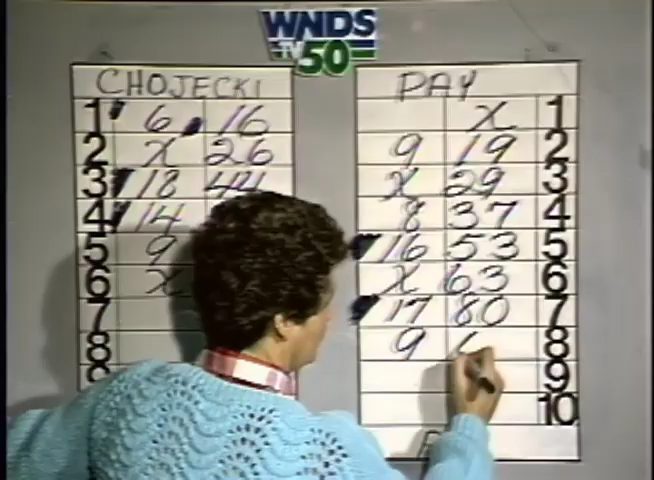 WNDS
TV 50
CHOJECKI
1 6 16
2 X 26
3 18 44
4 14
5 9
6 X
7
8
PAY
X 1
9 19 2
X 29 3
8 37 4
16 53 5
X 63 6
17 80 7
9 8
9
10